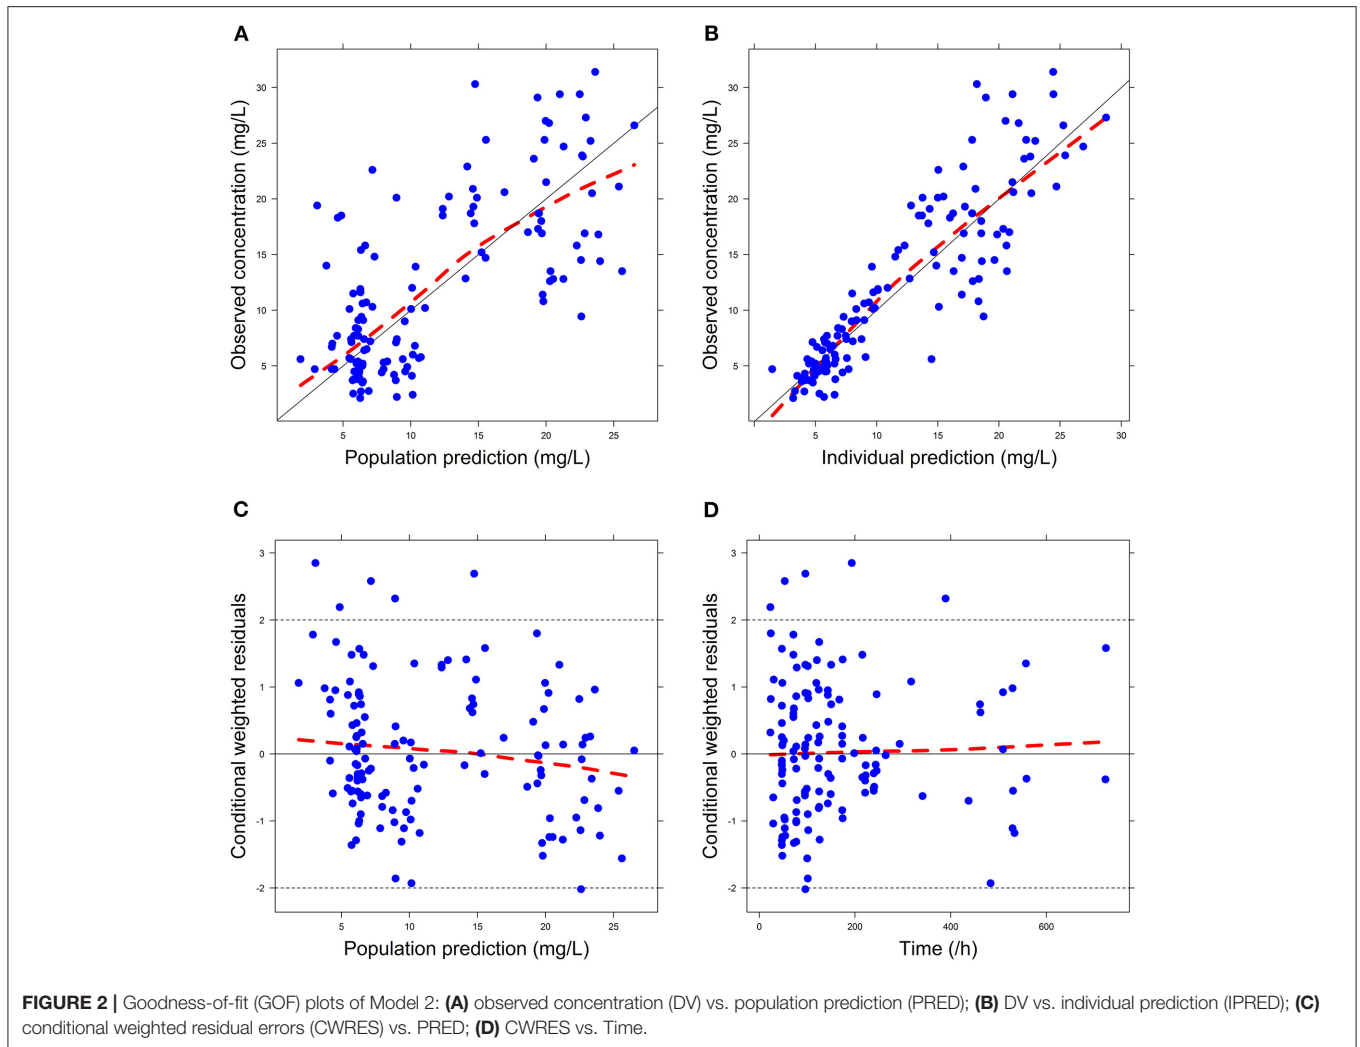 A
B
30
25
20
15
10
5
Observed concentration (mg/L)
5 10 15 20 25
Population prediction (mg/L)
30
25
20
15
10
5
Observed concentration (mg/L)
5 10 15 20 25 30
Individual prediction (mg/L)
C
D
3
2
1
0
-1
-2
Conditional weighted residuals
5 10 15 20 25
Population prediction (mg/L)
3
2
1
0
-1
-2
Conditional weighted residuals
0 200 400 600
Time (/h)
FIGURE 2 | Goodness-of-fit (GOF) plots of Model 2: (A) observed concentration (DV) vs. population prediction (PRED); (B) DV vs. individual prediction (IPRED); (C)
conditional weighted residual errors (CWRES) vs. PRED; (D) CWRES vs. Time.